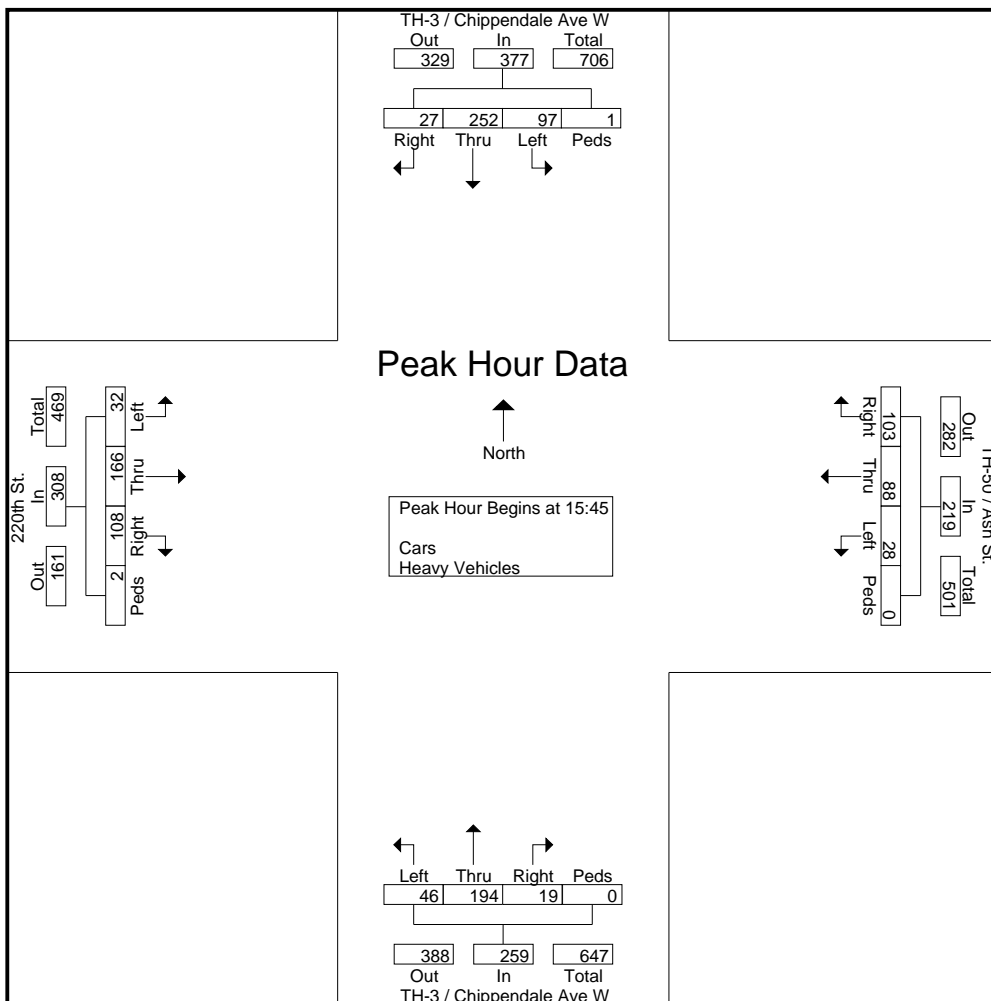 TH-3 / Chippendale Ave W
Out In Total
329 377 706
27 252 97 1
Right Thru Left Peds
Peak Hour Data
North
Peak Hour Begins at 15:45
Cars
Heavy Vehicles
220th St.
Out In Total
161 308 469
32 166 108 2
Left Thru Right Peds
TH-50 / Ash St.
Out In Total
282 219 501
103 88 28 0
Right Thru Left Peds
Left Thru Right Peds
46 194 19 0
388 259 647
Out In Total
TH-3 / Chippendale Ave W